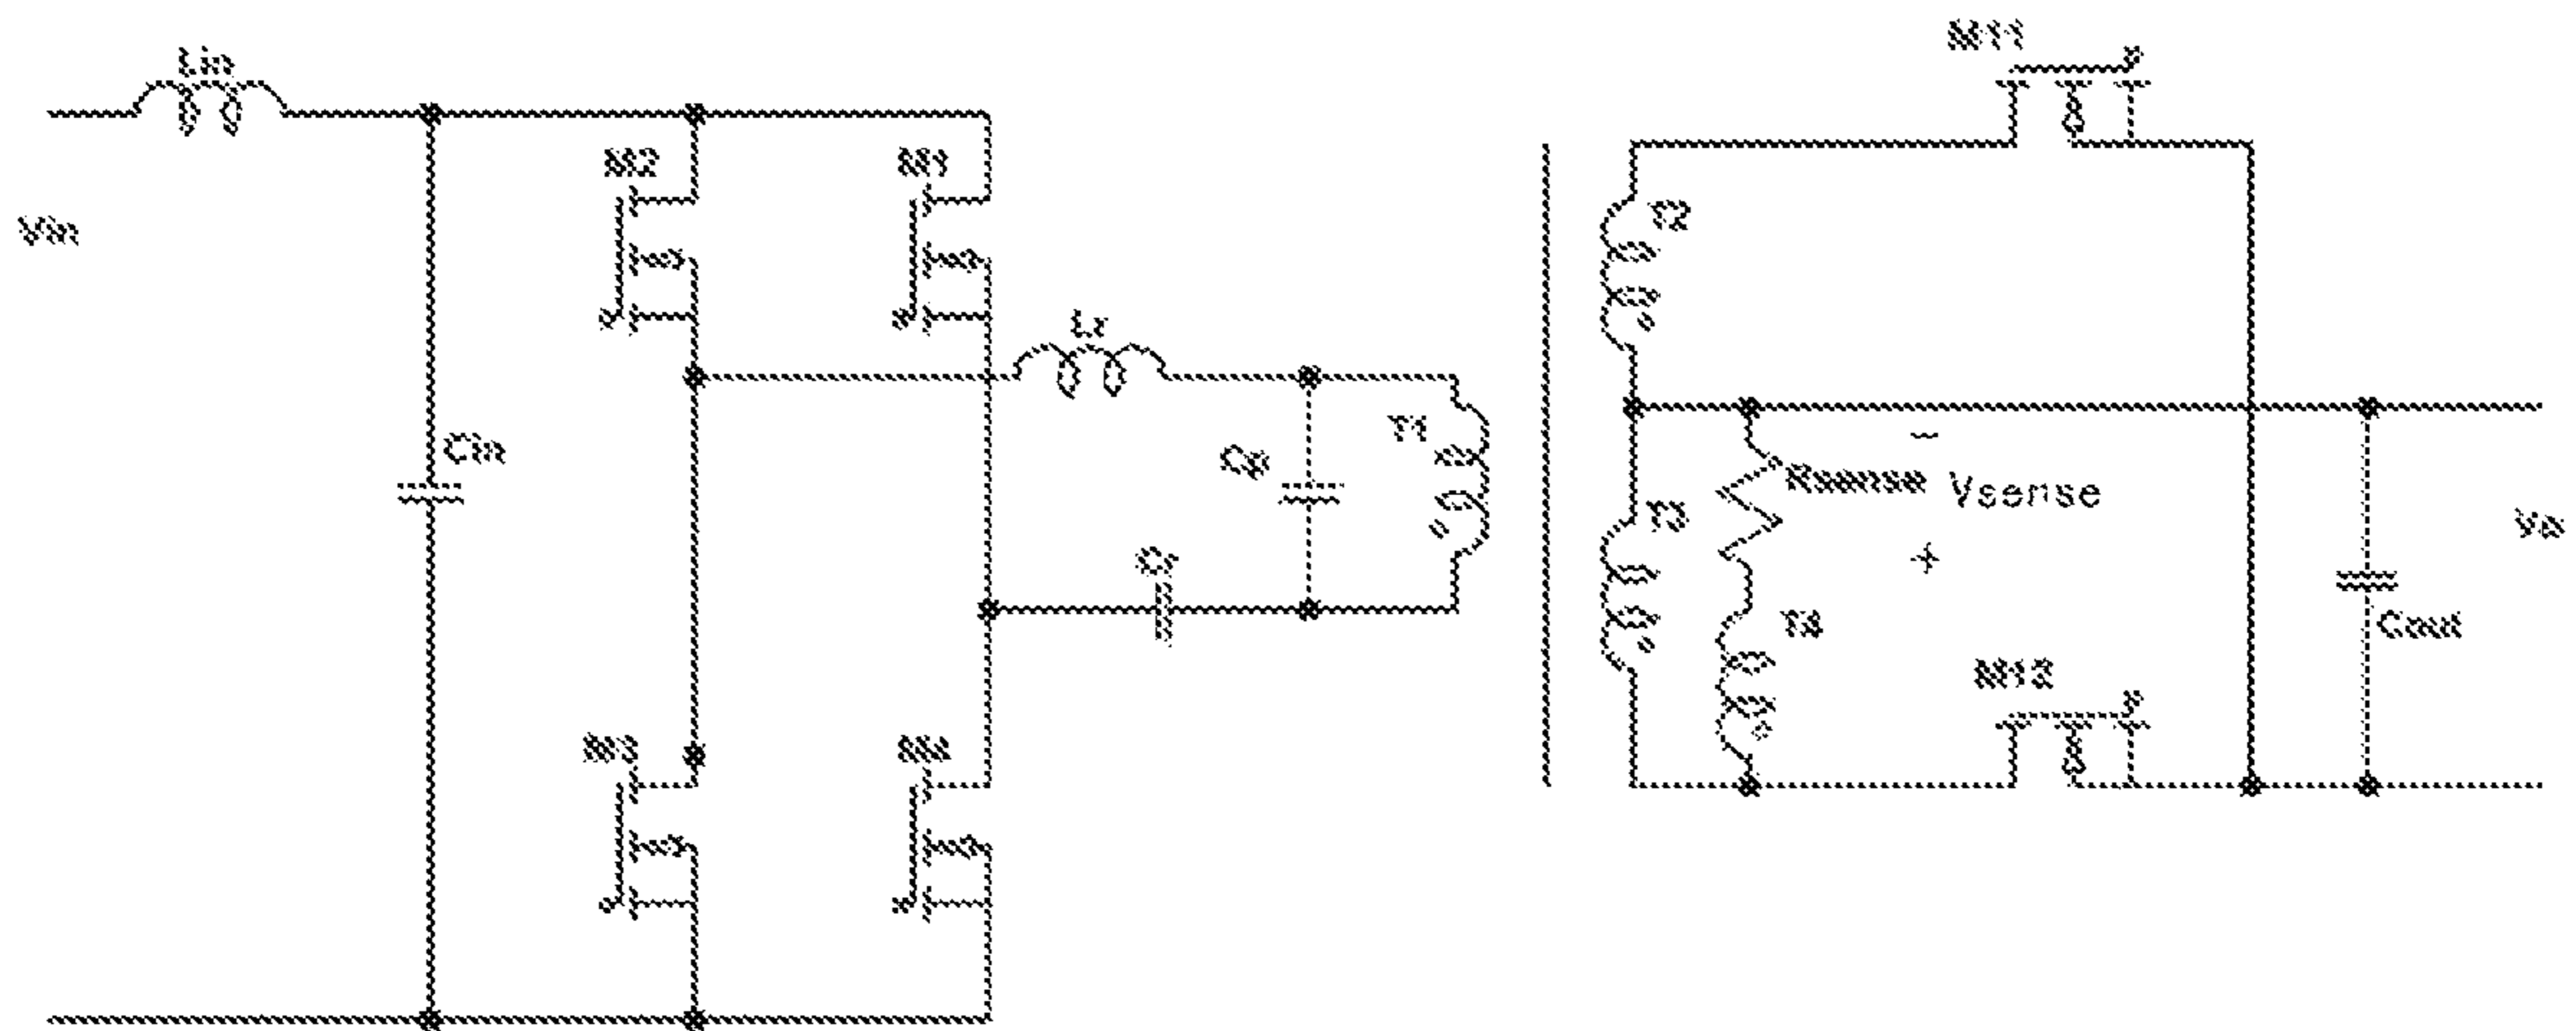 Lin
M11
M2
M1
Vin
T2
Lr
T1
Cin
Cp
−
Rsense
Vsense
T3
Vo
+
Cr
T4
Cout
M12
M3
M4